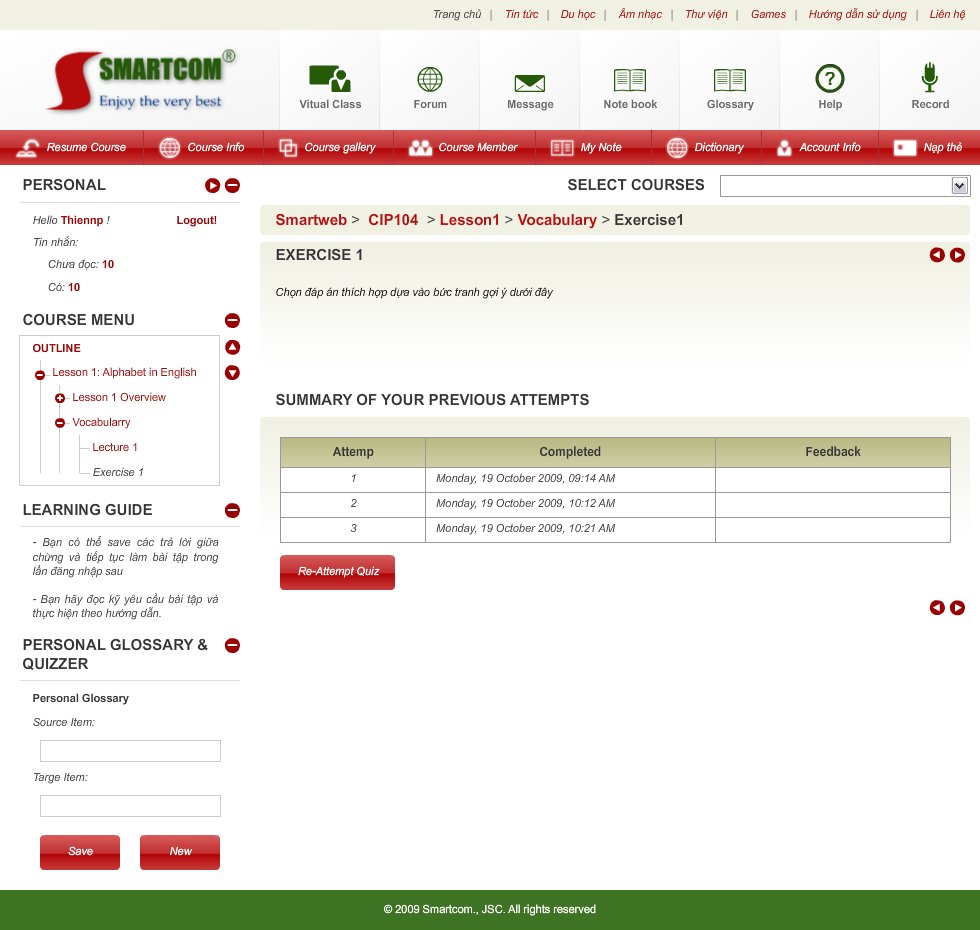 Trang chủ | Tin tức | Du học | Âm nhạc | Thư viện | Games | Hướng dẫn sử dụng | Liên hệ
SMARTCOM®
Enjoy the very best
Vitual Class Forum Message Note book Glossary Help Record
Resume Course Course Info Course gallery Course Member My Note Dictionary Account Info Nạp thẻ
PERSONAL
Hello Thiennp ! Logout!
Tin nhắn:
Chưa đọc: 10
Có: 10
COURSE MENU
OUTLINE
Lesson 1: Alphabet in English
Lesson 1 Overview
Vocabularry
Lecture 1
Exercise 1
LEARNING GUIDE
- Bạn có thể save các trả lời giữa
chừng và tiếp tục làm bài tập trong
lần đăng nhập sau
- Bạn hãy đọc kỹ yêu cầu bài tập và
thực hiện theo hướng dẫn.
PERSONAL GLOSSARY &
QUIZZER
Personal Glossary
Source Item:
Targe Item:
Save New
SELECT COURSES
Smartweb > CIP104 > Lesson1 > Vocabulary > Exercise1
EXERCISE 1
Chọn đáp án thích hợp dựa vào bức tranh gợi ý dưới đây
SUMMARY OF YOUR PREVIOUS ATTEMPTS
Attemp Completed Feedback
1 Monday, 19 October 2009, 09:14 AM
2 Monday, 19 October 2009, 10:12 AM
3 Monday, 19 October 2009, 10:21 AM
Re-Attempt Quiz
© 2009 Smartcom., JSC. All rights reserved